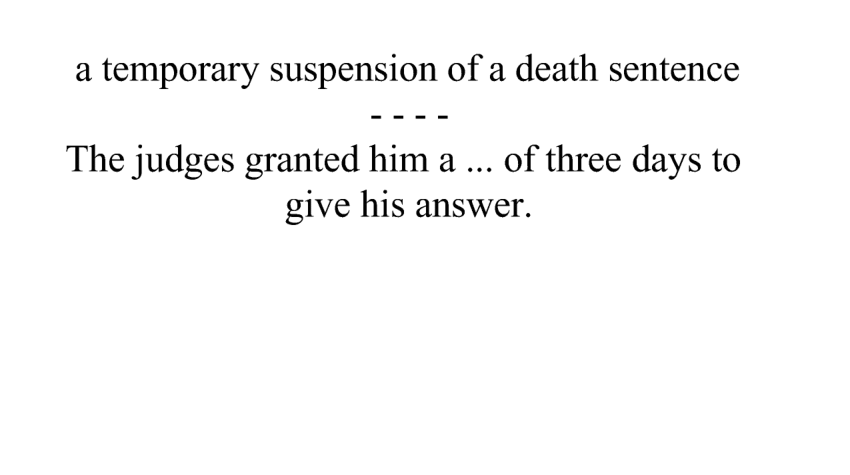 a temporary suspension of a death sentence
- - - -
The judges granted him a ... of three days to
give his answer.